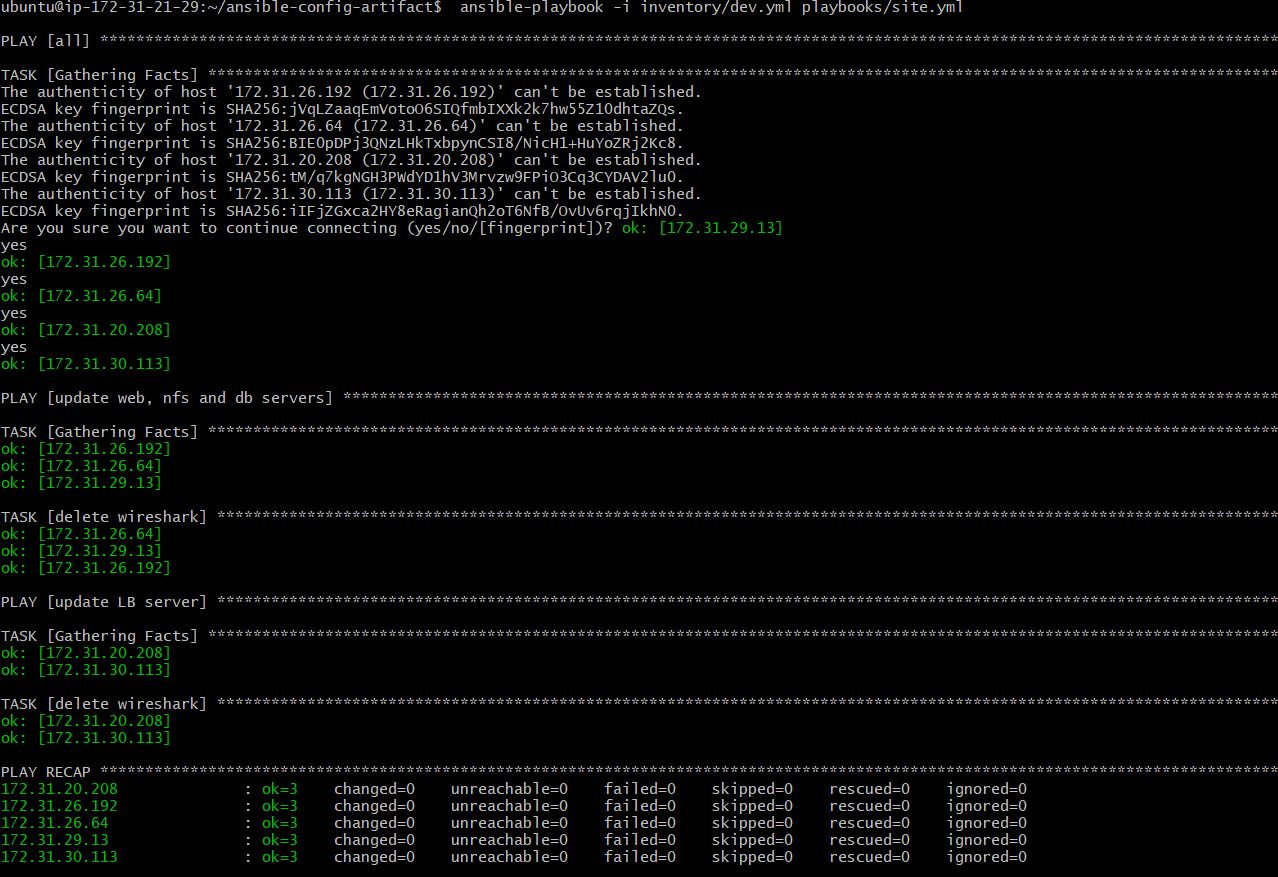 ubuntu@ip-172-31-21-29:~/ansible-config-artifact$  ansible-playbook -i inventory/dev.yml playbooks/site.yml
PLAY [all] ***********************************************************************************************************************************
TASK [Gathering Facts] ***********************************************************************************************************************
The authenticity of host '172.31.26.192 (172.31.26.192)' can't be established.
ECDSA key fingerprint is SHA256:jVqLZaaqEmVotoO6SIQfmbIXXk2k7hw55Z1OdhtaZQs.
The authenticity of host '172.31.26.64 (172.31.26.64)' can't be established.
ECDSA key fingerprint is SHA256:BIE0pDPj3QNzLHkTxbpynCSI8/NicH1+HuYoZRj2Kc8.
The authenticity of host '172.31.20.208 (172.31.20.208)' can't be established.
ECDSA key fingerprint is SHA256:tM/q7kgNGH3PWdYD1hV3Mrvzw9FPiO3Cq3CYDAV2lu0.
The authenticity of host '172.31.30.113 (172.31.30.113)' can't be established.
ECDSA key fingerprint is SHA256:iIFjZGxca2HY8eRagianQh2oT6NfB/OvUv6rqjIkhN0.
Are you sure you want to continue connecting (yes/no/[fingerprint])? ok: [172.31.29.13]
yes
ok: [172.31.26.192]
yes
ok: [172.31.26.64]
yes
ok: [172.31.20.208]
yes
ok: [172.31.30.113]
PLAY [update web, nfs and db servers] ********************************************************************************************************
TASK [Gathering Facts] ***********************************************************************************************************************
ok: [172.31.26.192]
ok: [172.31.26.64]
ok: [172.31.29.13]
TASK [delete wireshark] **********************************************************************************************************************
ok: [172.31.26.64]
ok: [172.31.29.13]
ok: [172.31.26.192]
PLAY [update LB server] **********************************************************************************************************************
TASK [Gathering Facts] ***********************************************************************************************************************
ok: [172.31.20.208]
ok: [172.31.30.113]
TASK [delete wireshark] **********************************************************************************************************************
ok: [172.31.20.208]
ok: [172.31.30.113]
PLAY RECAP ***********************************************************************************************************************************
172.31.20.208              : ok=3    changed=0    unreachable=0    failed=0    skipped=0    rescued=0    ignored=0
172.31.26.192              : ok=3    changed=0    unreachable=0    failed=0    skipped=0    rescued=0    ignored=0
172.31.26.64               : ok=3    changed=0    unreachable=0    failed=0    skipped=0    rescued=0    ignored=0
172.31.29.13               : ok=3    changed=0    unreachable=0    failed=0    skipped=0    rescued=0    ignored=0
172.31.30.113              : ok=3    changed=0    unreachable=0    failed=0    skipped=0    rescued=0    ignored=0